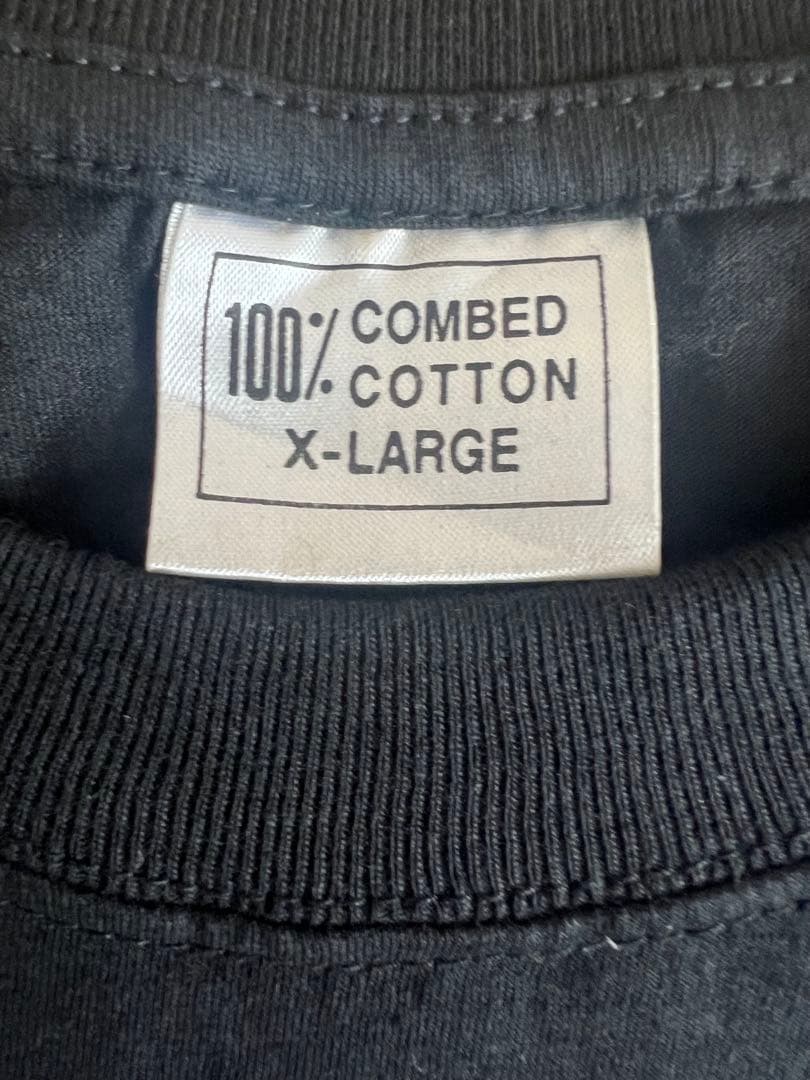 100% COMBED
COTTON
X-LARGE